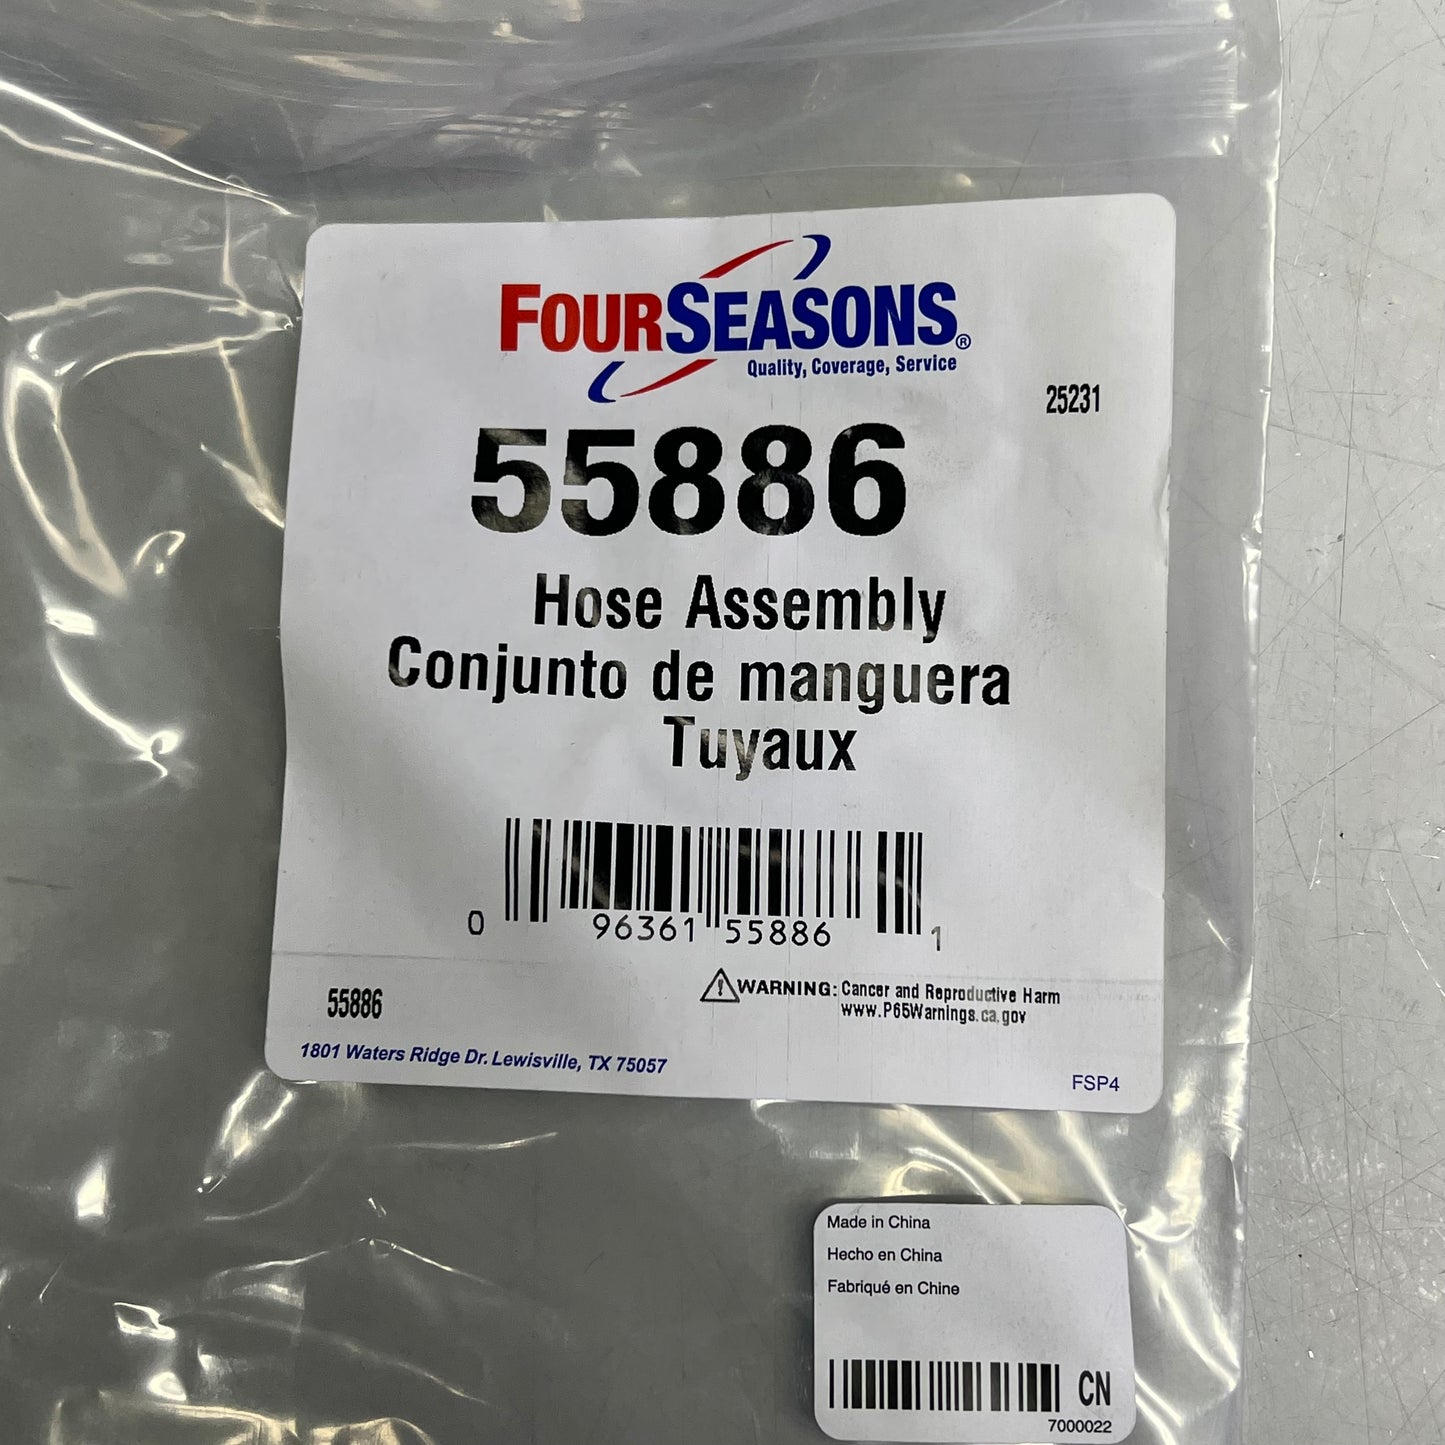 FOURSEASONS®
Quality, Coverage, Service
25231
55886
Hose Assembly
Conjunto de manguera
Tuyaux
0 96361 55886 1
55886
WARNING: Cancer and Reproductive Harm
www.P65Warnings.ca.gov
1801 Waters Ridge Dr. Lewisville, TX 75057
FSP4
Made in China
Hecho en China
Fabriqué en Chine
CN
7000022